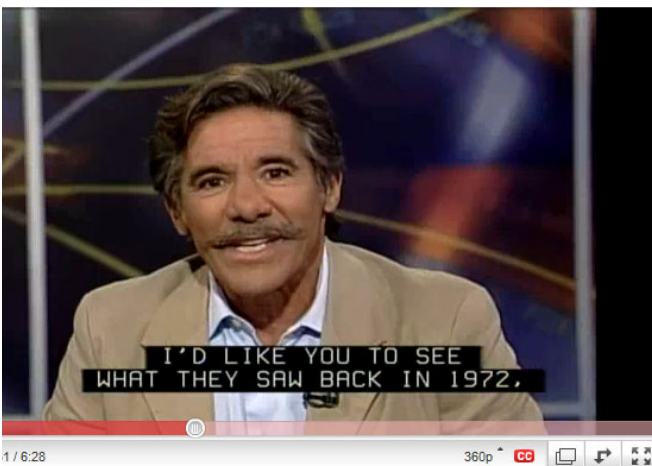 I'D LIKE YOU TO SEE
WHAT THEY SAW BACK IN 1972,
1 / 6:28
360p
CC